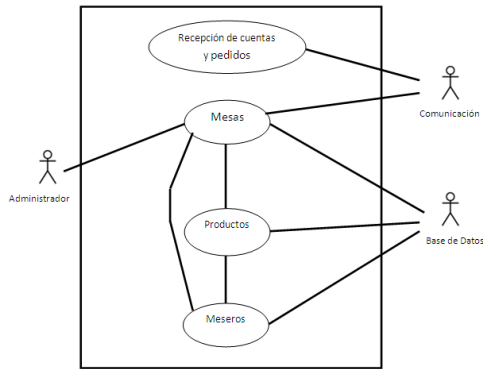 Recepción de cuentas
y pedidos
Comunicación
Mesas
Administrador
Productos
Base de Datos
Meseros